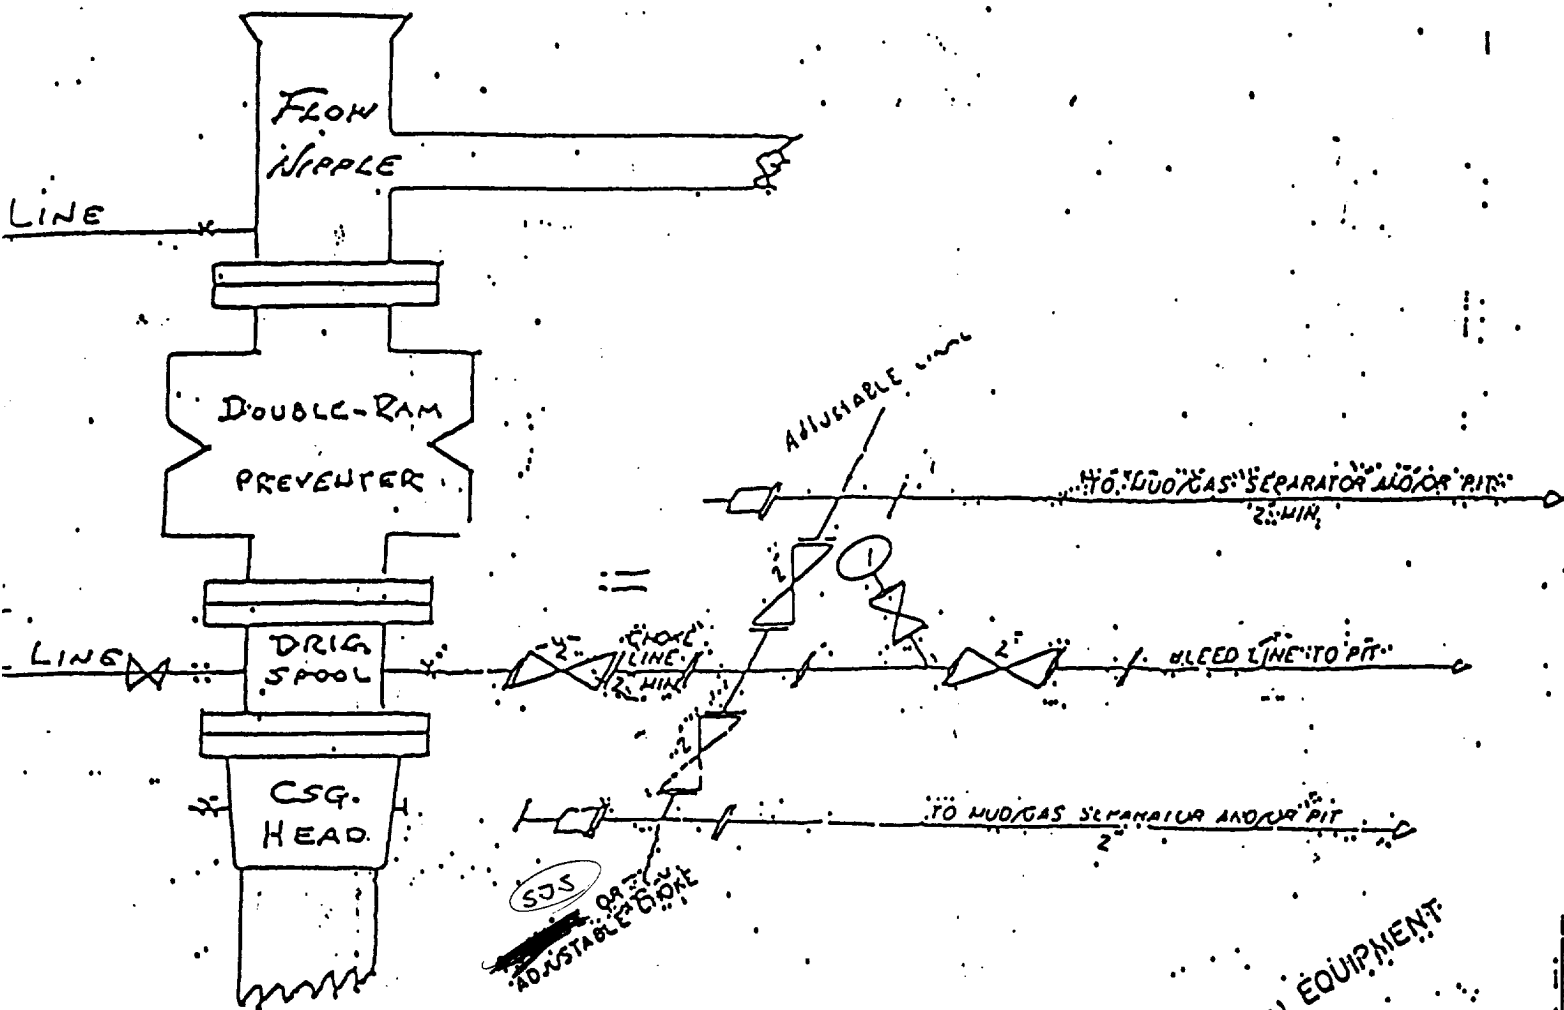 FLOW
NIPPLE
LINE
DOUBLE-RAM
PREVENTER
ADJUSTABLE
TO MUD/GAS SEPARATOR AND/OR PIT
2" MIN.
2"
1
LINE
DRLG
SPOOL
2"
CHOKE
LINE
2" MIN
2"
BLEED LINE TO PIT
2"
CSG.
HEAD
TO MUD/GAS SEPARATOR AND/OR PIT
2"
SJS
OR
ADJUSTABLE CHOKE
EQUIPMENT